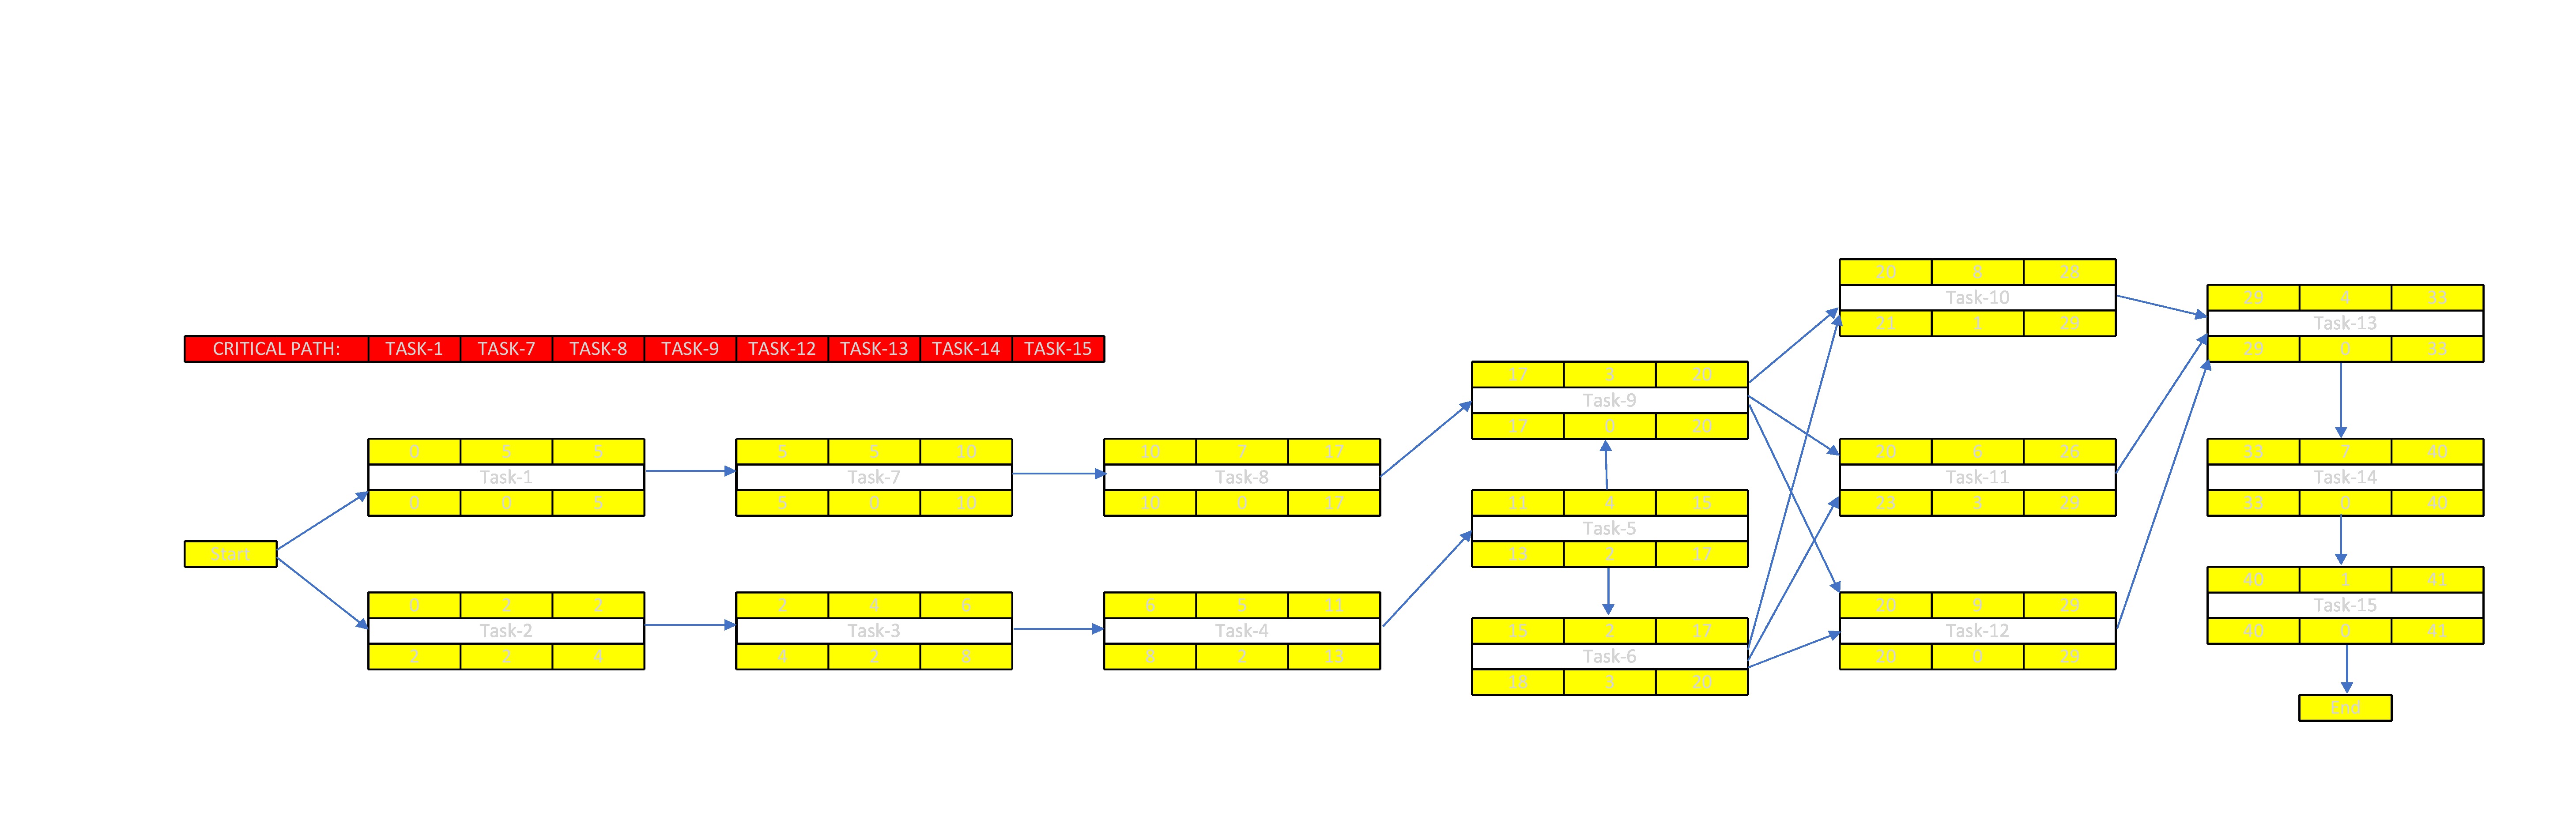 20 8 28
Task-10
21 1 29
29 4 33
Task-13
29 0 33
CRITICAL PATH: TASK-1 TASK-7 TASK-8 TASK-9 TASK-12 TASK-13 TASK-14 TASK-15
17 3 20
Task-9
17 0 20
0 5 5
Task-1
0 0 5
5 5 10
Task-7
5 0 10
10 7 17
Task-8
10 0 17
20 6 26
Task-11
23 3 29
33 7 40
Task-14
33 0 40
11 4 15
Task-5
13 2 17
Start
0 2 2
Task-2
2 2 4
2 4 6
Task-3
4 2 8
6 5 11
Task-4
8 2 13
15 2 17
Task-6
18 3 20
20 9 29
Task-12
20 0 29
40 1 41
Task-15
40 0 41
End